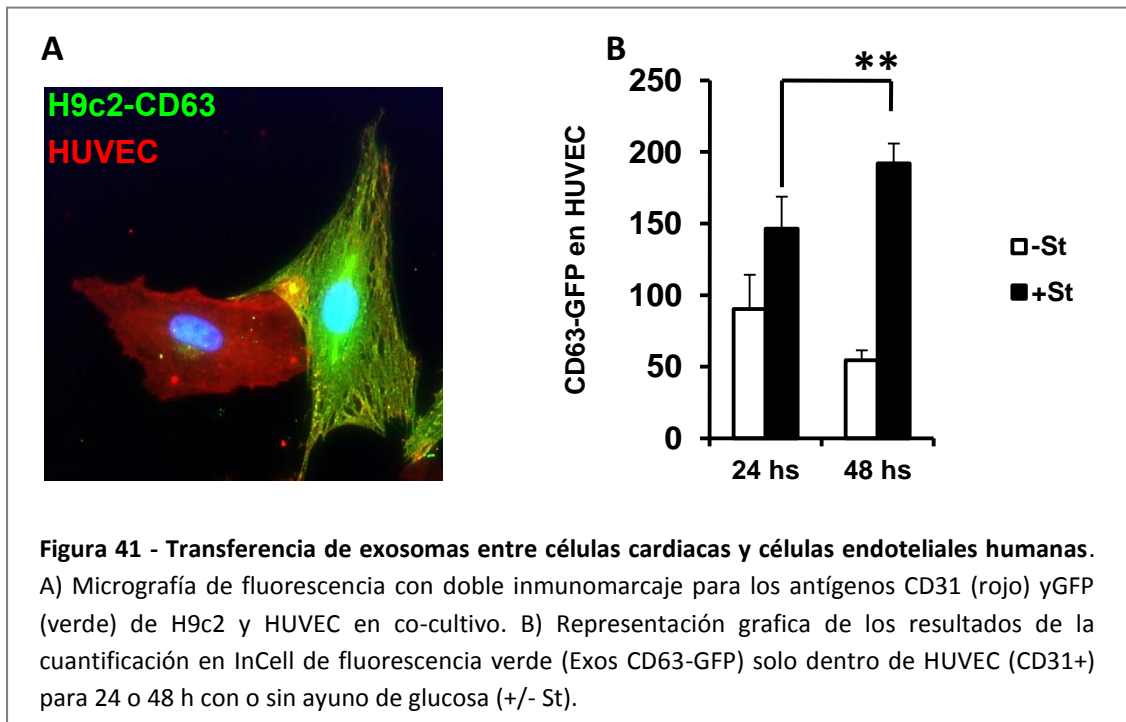 A
H9c2-CD63
HUVEC
B
**
CD63-GFP en HUVEC
250
200
150
100
50
0
24 hs
48 hs
-St
+St
Figura 41 - Transferencia de exosomas entre células cardiacas y células endoteliales humanas.
A) Micrografía de fluorescencia con doble inmunomarcaje para los antígenos CD31 (rojo) yGFP
(verde) de H9c2 y HUVEC en co-cultivo. B) Representación grafica de los resultados de la
cuantificación en InCell de fluorescencia verde (Exos CD63-GFP) solo dentro de HUVEC (CD31+)
para 24 o 48 h con o sin ayuno de glucosa (+/- St).